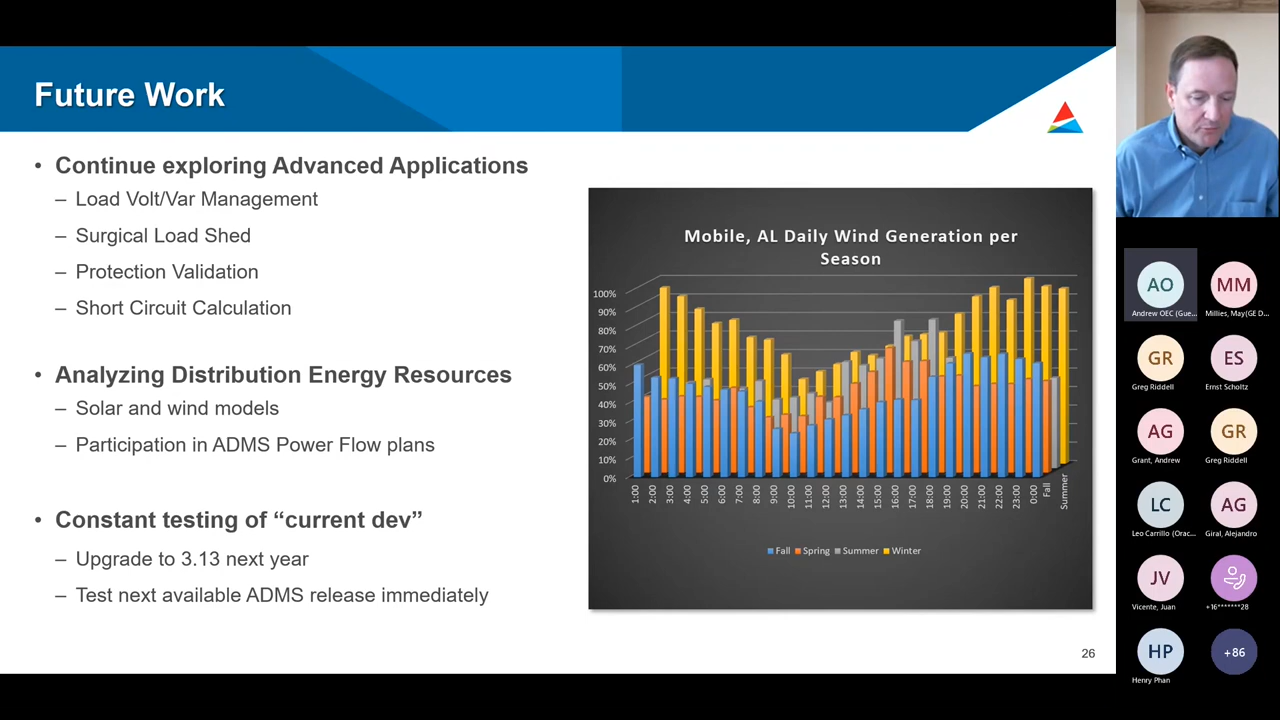 Future Work
• Continue exploring Advanced Applications
– Load Volt/Var Management
– Surgical Load Shed
– Protection Validation
– Short Circuit Calculation
• Analyzing Distribution Energy Resources
– Solar and wind models
– Participation in ADMS Power Flow plans
• Constant testing of “current dev”
– Upgrade to 3.13 next year
– Test next available ADMS release immediately
Mobile, AL Daily Wind Generation per
Season
100%
90%
80%
70%
60%
50%
40%
30%
20%
10%
0%
1:00
2:00
3:00
4:00
5:00
6:00
7:00
8:00
9:00
10:00
11:00
12:00
13:00
14:00
15:00
16:00
17:00
18:00
19:00
20:00
21:00
22:00
23:00
0:00
Fall
Summer
Fall Spring Summer Winter
26
AO MM
Andrew OEC (Gue... Millies, May(GE D...
GR ES
Greg Riddell Ernst Scholtz
AG GR
Grant, Andrew Greg Riddell
LC AG
Leo Carrillo (Orac... Giral, Alejandro
JV
Vicente, Juan +16*******28
HP +86
Henry Phan